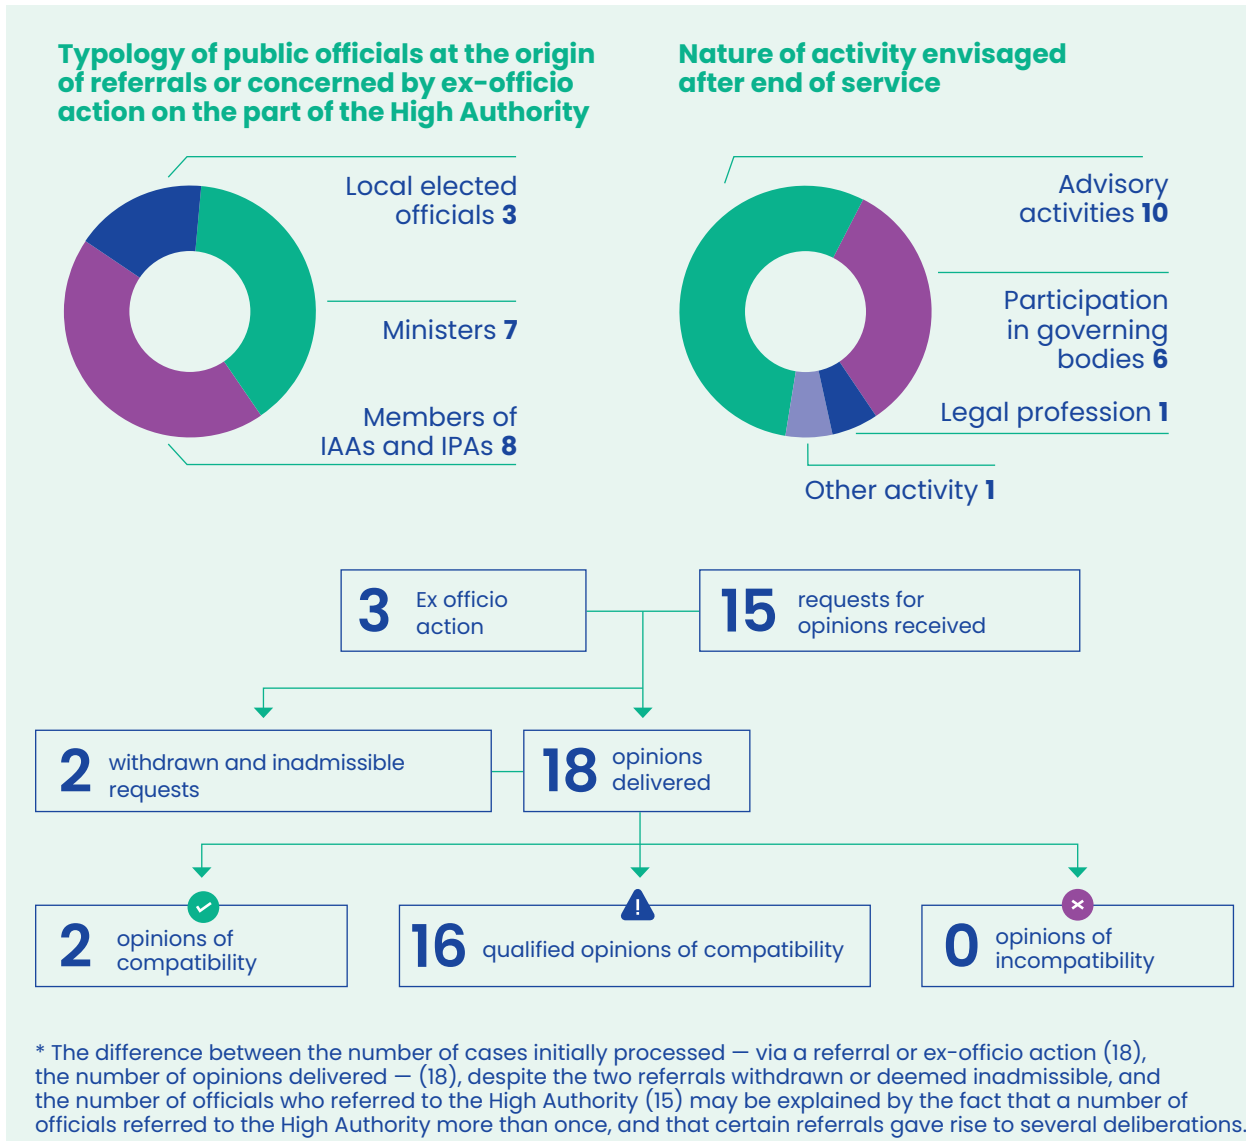 Typology of public officials at the origin
of referrals or concerned by ex-officio
action on the part of the High Authority
Local elected
officials 3
Ministers 7
Members of
IAAs and IPAs 8
Nature of activity envisaged
after end of service
Advisory
activities 10
Participation
in governing
bodies 6
Legal profession 1
Other activity 1
3 Ex officio
action
15 requests for
opinions received
2 withdrawn and inadmissible
requests
18 opinions
delivered
2 opinions of
compatibility
16 qualified opinions of compatibility
0 opinions of
incompatibility
* The difference between the number of cases initially processed — via a referral or ex-officio action (18),
the number of opinions delivered — (18), despite the two referrals withdrawn or deemed inadmissible, and
the number of officials who referred to the High Authority (15) may be explained by the fact that a number of
officials referred to the High Authority more than once, and that certain referrals gave rise to several deliberations.